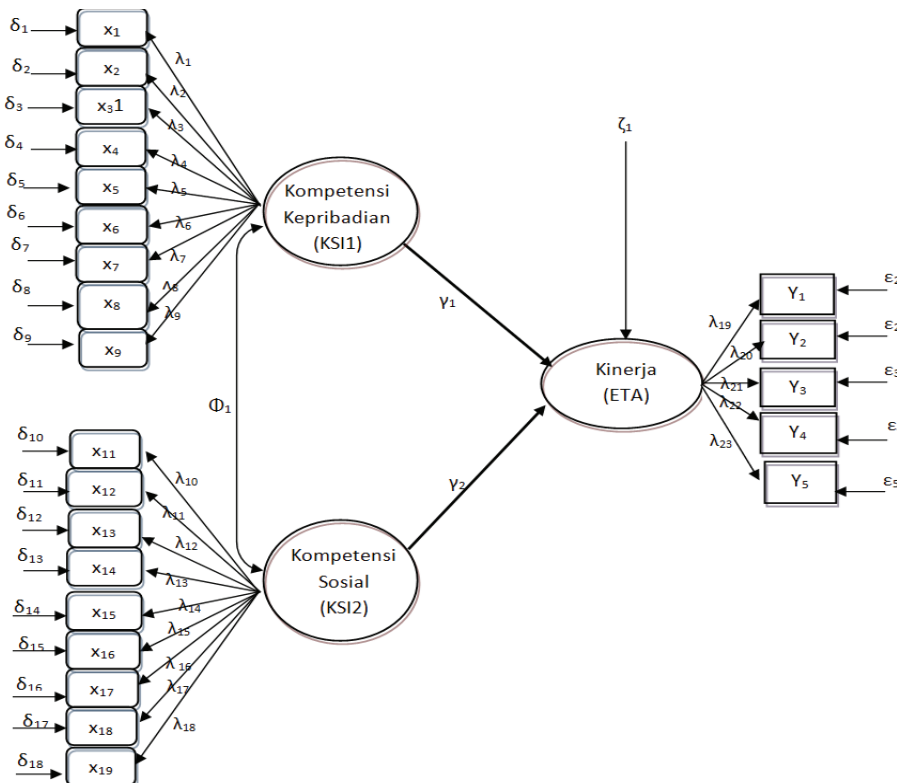 δ₁
x₁
λ₁
δ₂
x₂
λ₂
δ₃
x₃1
λ₃
δ₄
x₄
λ₄
δ₅
x₅
λ₅
δ₆
x₆
λ₆
δ₇
x₇
λ₇
δ₈
x₈
λ₈
δ₉
x₉
λ₉
Kompetensi
Kepribadian
(KSI1)
Φ₁
δ₁₀
x₁₁
λ₁₀
δ₁₁
x₁₂
λ₁₁
δ₁₂
x₁₃
λ₁₂
δ₁₃
x₁₄
λ₁₃
δ₁₄
x₁₅
λ₁₄
δ₁₅
x₁₆
λ₁₅
δ₁₆
x₁₇
λ₁₆
δ₁₇
x₁₈
λ₁₇
δ₁₈
x₁₉
λ₁₈
Kompetensi
Sosial
(KSI2)
γ₁
γ₂
ζ₁
Kinerja
(ETA)
λ₁₉
Y₁
ε₂
λ₂₀
Y₂
ε₂
λ₂₁
Y₃
ε₃
λ₂₂
Y₄
ε
λ₂₃
Y₅
ε₅